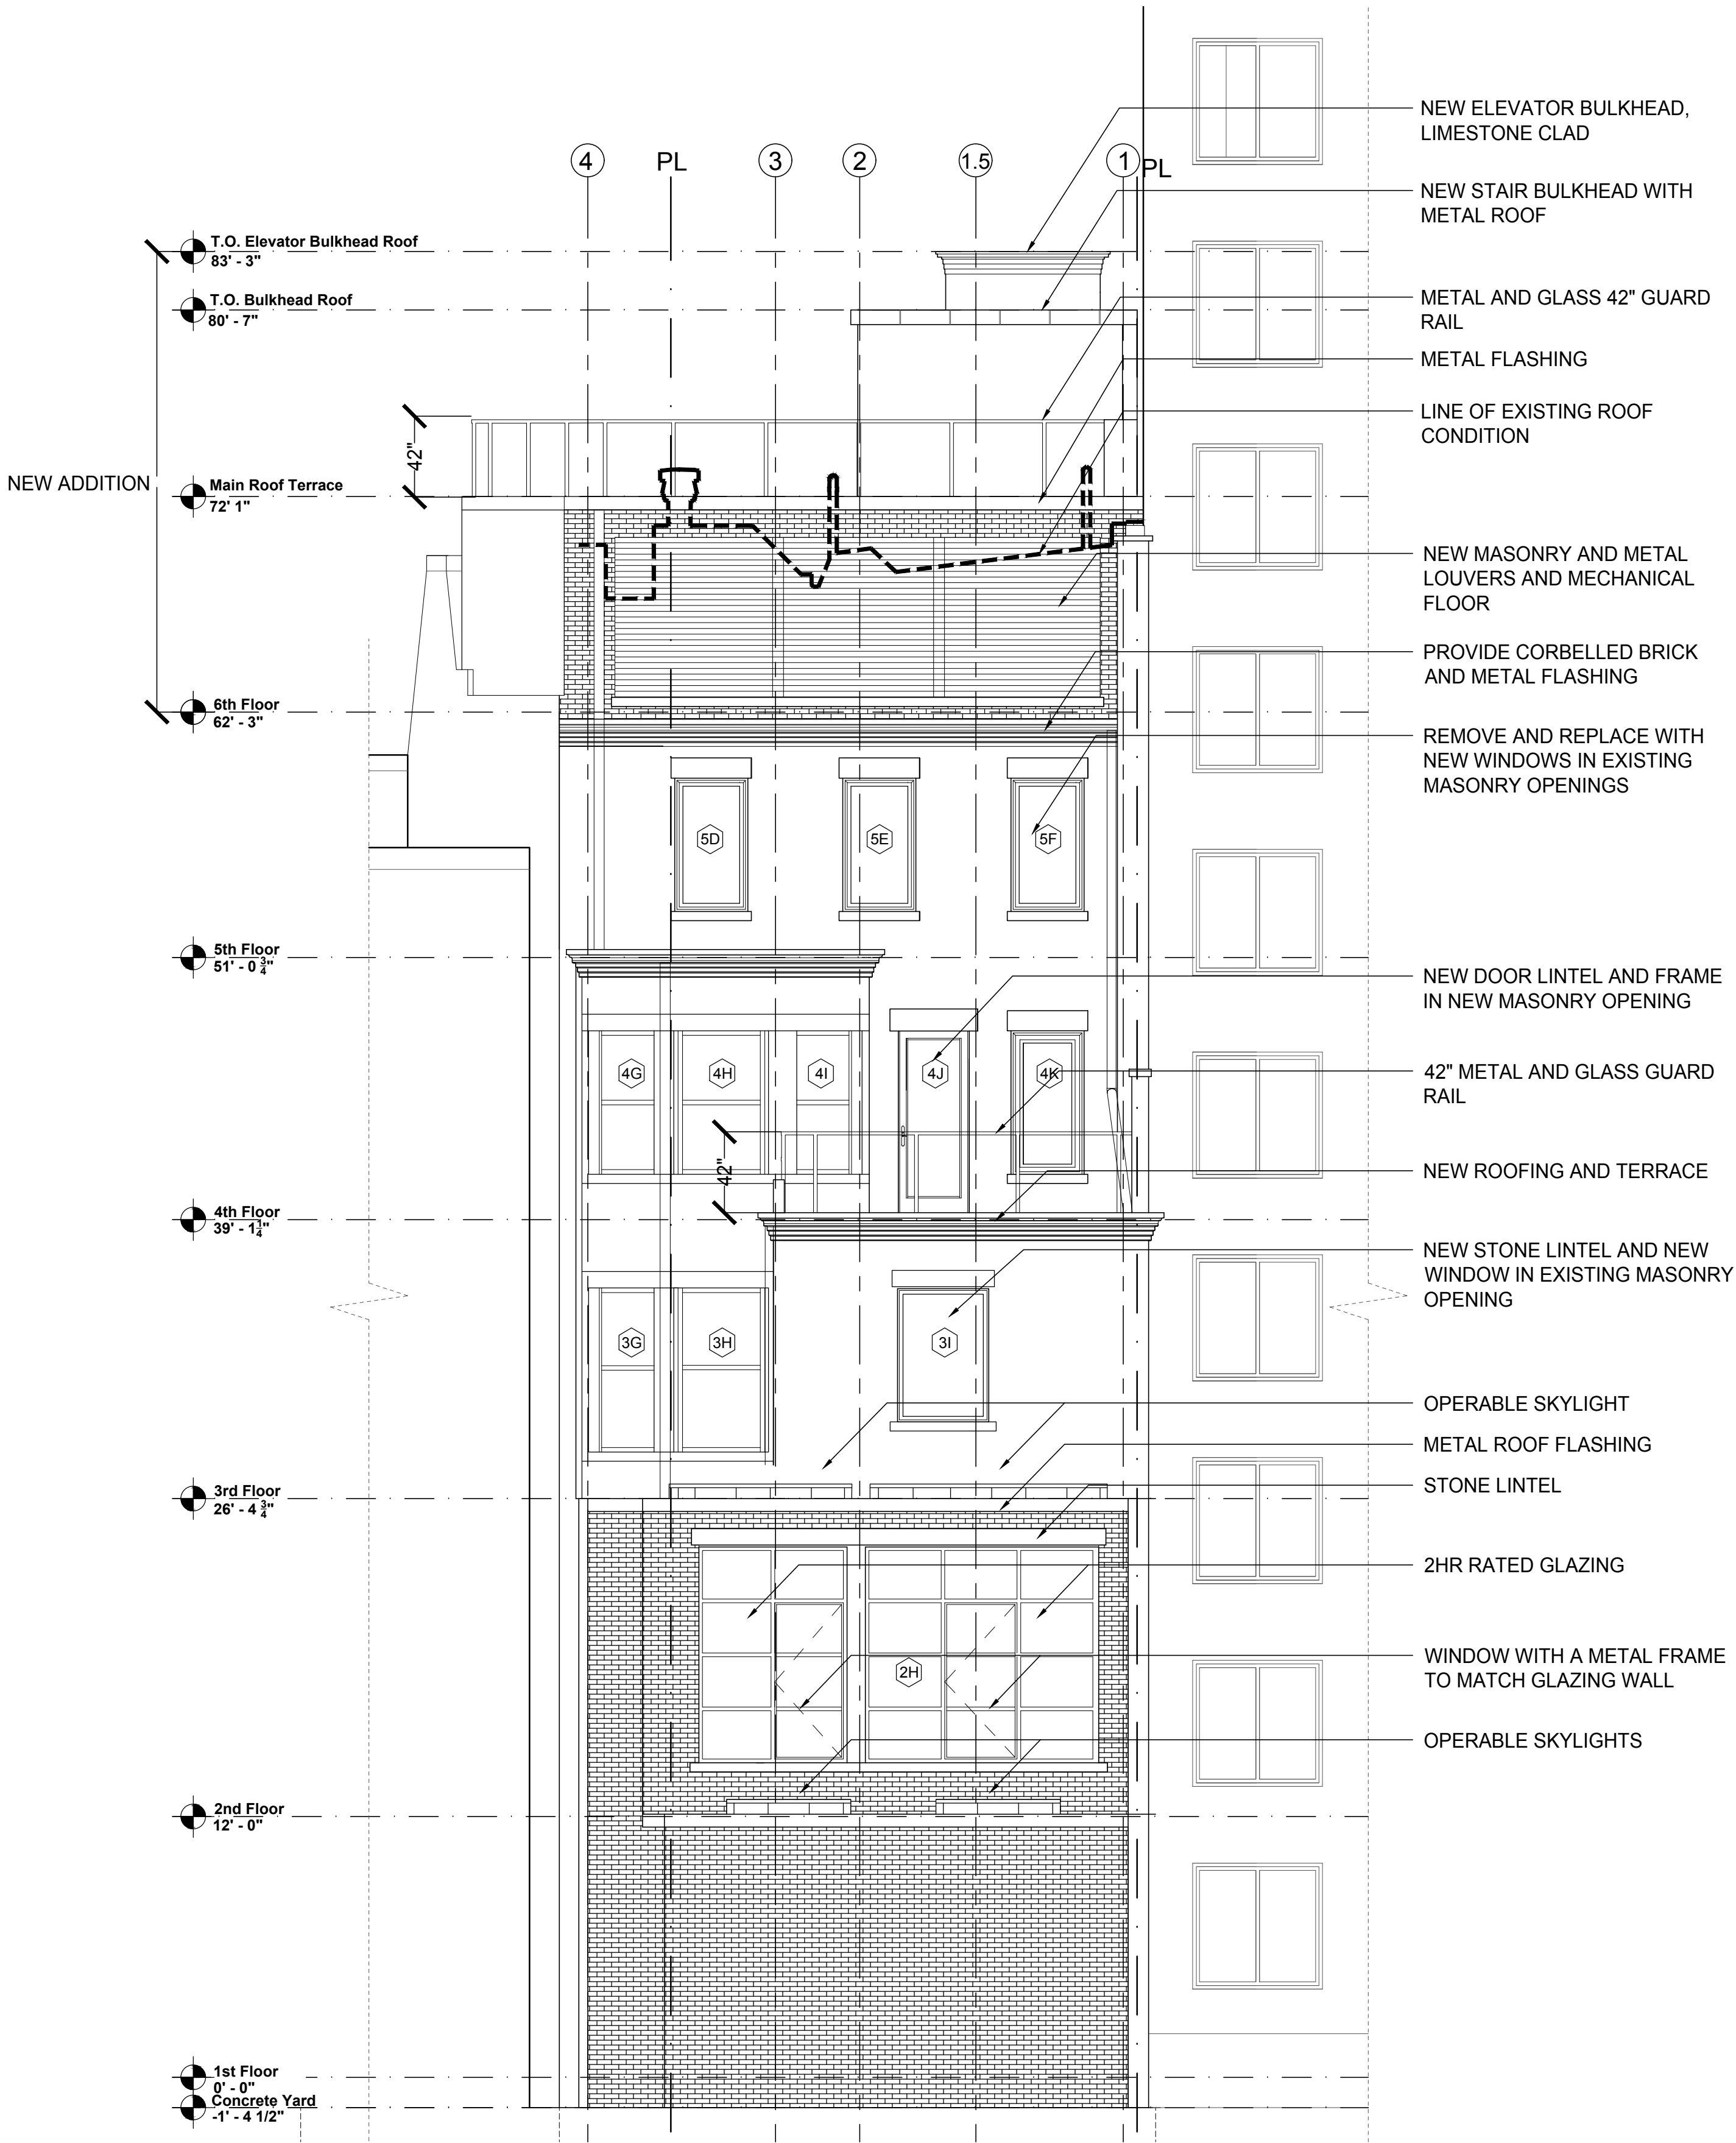 NEW ELEVATOR BULKHEAD,
LIMESTONE CLAD
4
PL
3
2
1.5
1
PL
NEW STAIR BULKHEAD WITH
METAL ROOF
T.O. Elevator Bulkhead Roof
83' - 3"
T.O. Bulkhead Roof
80' - 7"
METAL AND GLASS 42" GUARD
RAIL
METAL FLASHING
LINE OF EXISTING ROOF
CONDITION
42"
NEW ADDITION
Main Roof Terrace
72' 1"
NEW MASONRY AND METAL
LOUVERS AND MECHANICAL
FLOOR
PROVIDE CORBELLED BRICK
AND METAL FLASHING
6th Floor
62' - 3"
REMOVE AND REPLACE WITH
NEW WINDOWS IN EXISTING
MASONRY OPENINGS
5D
5E
5F
5th Floor
51' - 0 3/4"
NEW DOOR LINTEL AND FRAME
IN NEW MASONRY OPENING
4G
4H
4I
4J
4K
42" METAL AND GLASS GUARD
RAIL
42"
NEW ROOFING AND TERRACE
4th Floor
39' - 1 1/4"
NEW STONE LINTEL AND NEW
WINDOW IN EXISTING MASONRY
OPENING
3G
3H
3I
OPERABLE SKYLIGHT
METAL ROOF FLASHING
STONE LINTEL
3rd Floor
26' - 4 3/4"
2HR RATED GLAZING
2H
WINDOW WITH A METAL FRAME
TO MATCH GLAZING WALL
OPERABLE SKYLIGHTS
2nd Floor
12' - 0"
1st Floor
0' - 0"
Concrete Yard
-1' - 4 1/2"